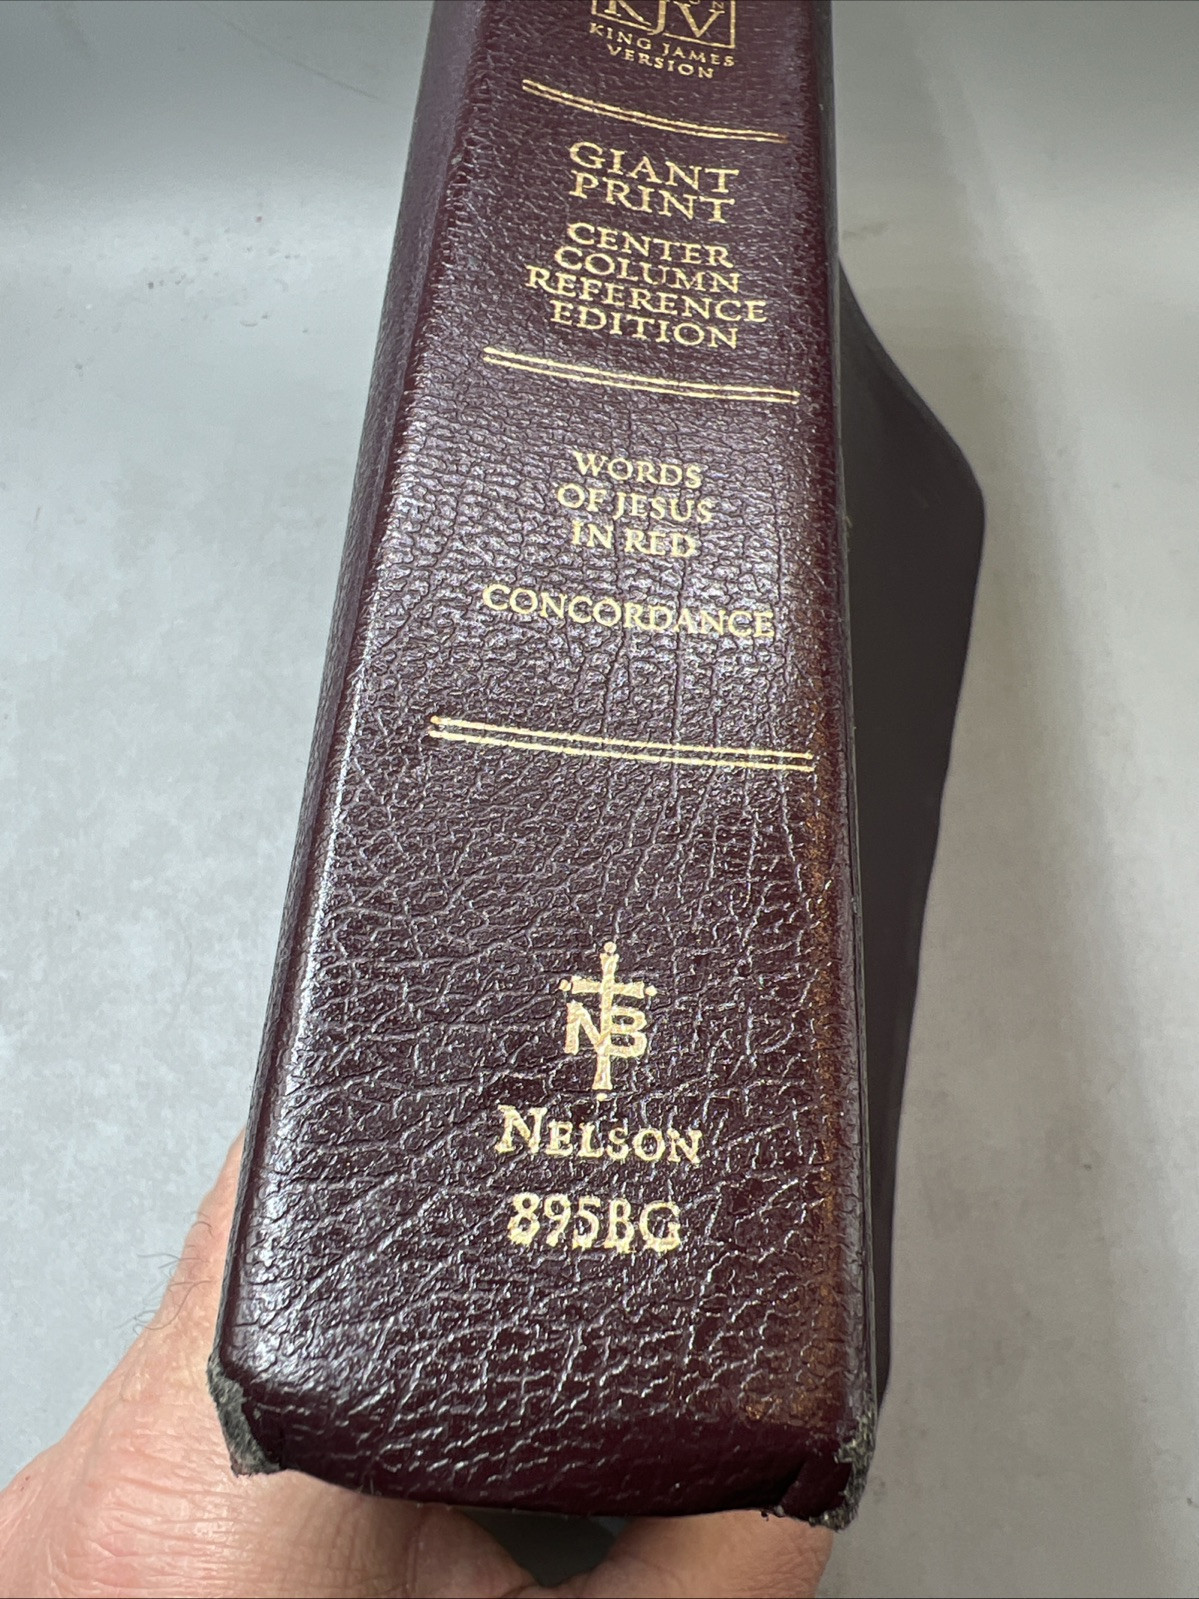 KJV
KING JAMES
VERSION
GIANT
PRINT
CENTER
COLUMN
REFERENCE
EDITION
WORDS
OF JESUS
IN RED
CONCORDANCE
NB
NELSON
895BG